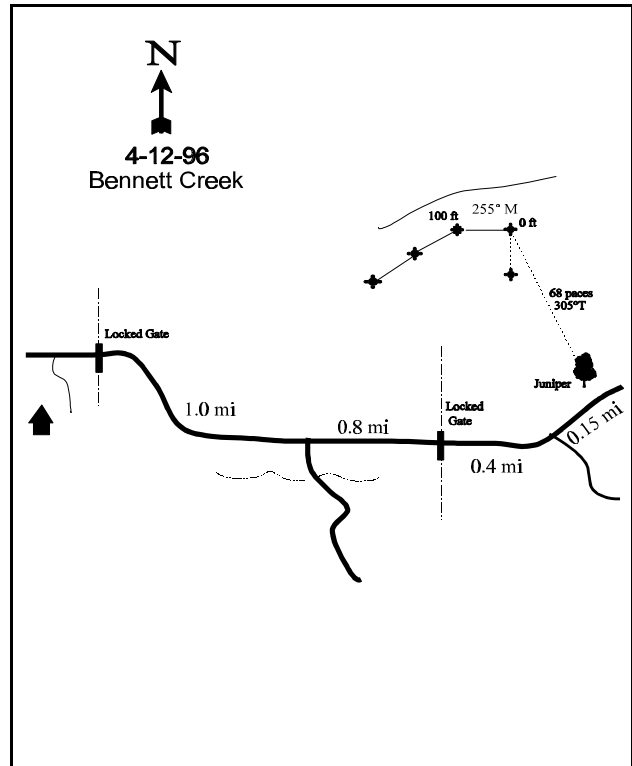 N
4-12-96
Bennett Creek
255° M
100 ft
0 ft
68 paces
305°T
Locked Gate
Juniper
1.0 mi
Locked
Gate
0.8 mi
0.15 mi
0.4 mi